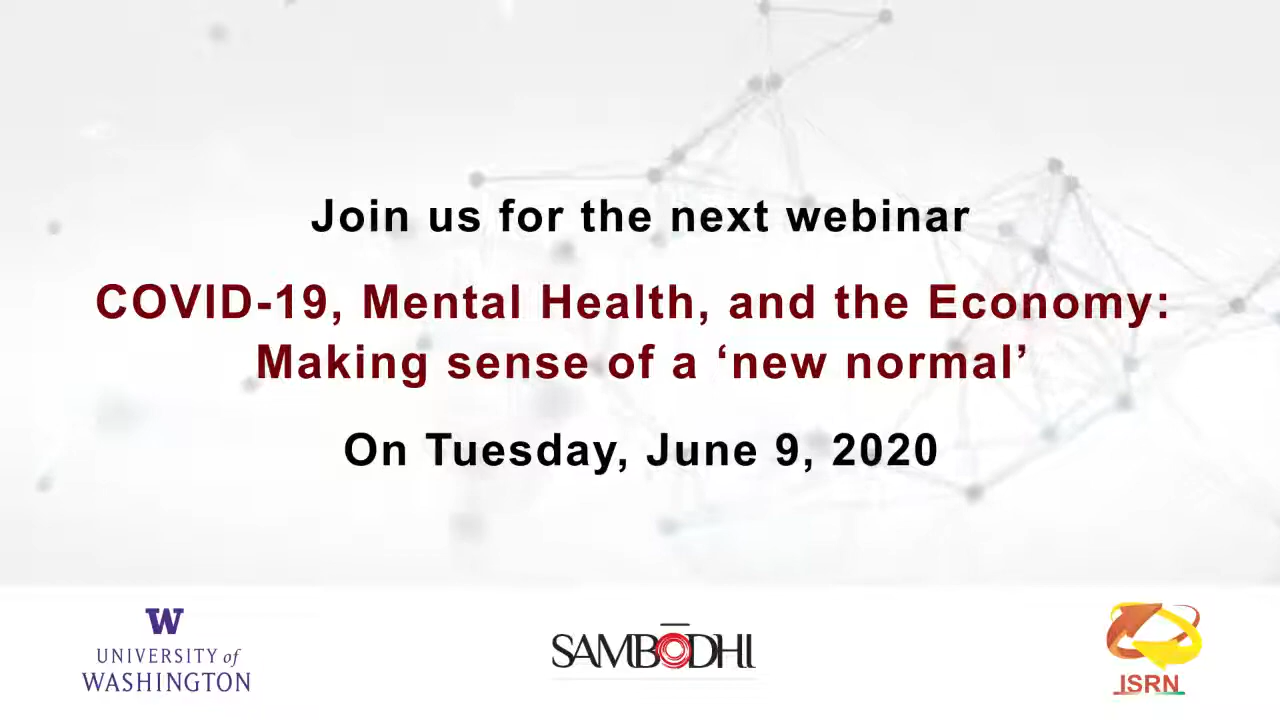 Join us for the next webinar
COVID-19, Mental Health, and the Economy:
Making sense of a ‘new normal’
On Tuesday, June 9, 2020
W
UNIVERSITY of
WASHINGTON
SAMBŌDHI
ISRN